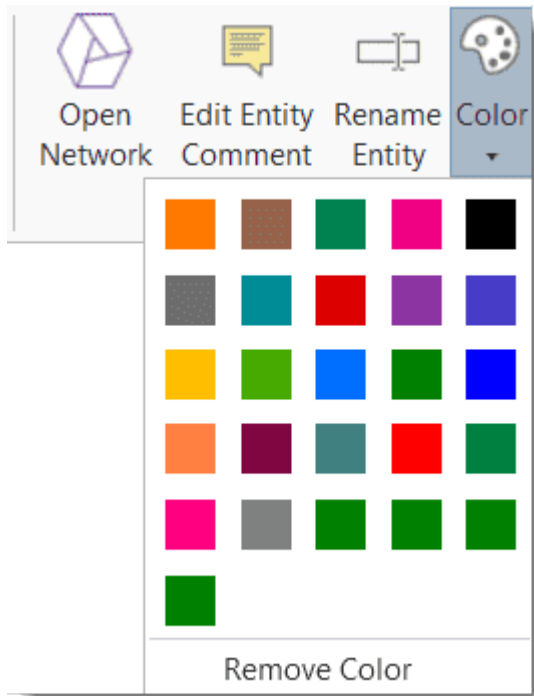 Open Network
Edit Entity Comment
Rename Entity
Color
Remove Color